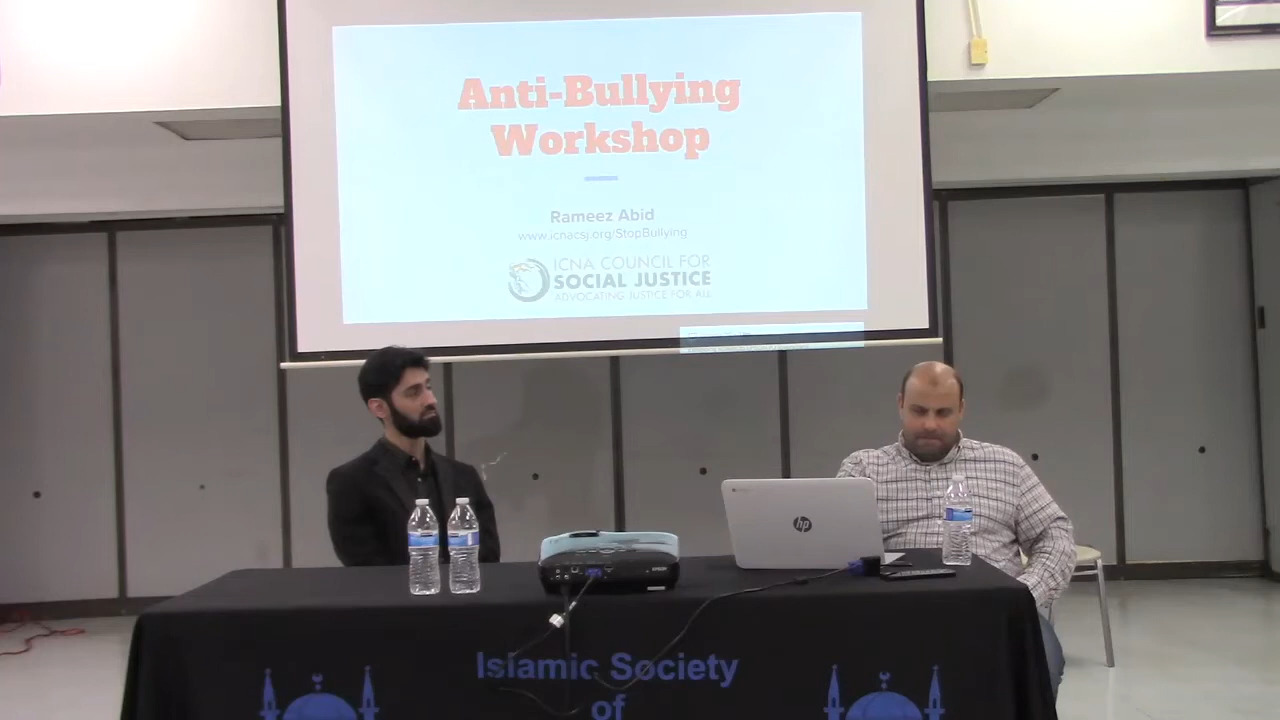 Anti-Bullying
Workshop
Rameez Abid
www.icnacsj.org/StopBullying
ICNA COUNCIL FOR
SOCIAL JUSTICE
ADVOCATING JUSTICE FOR ALL
hp
EPSON
Islamic Society
of